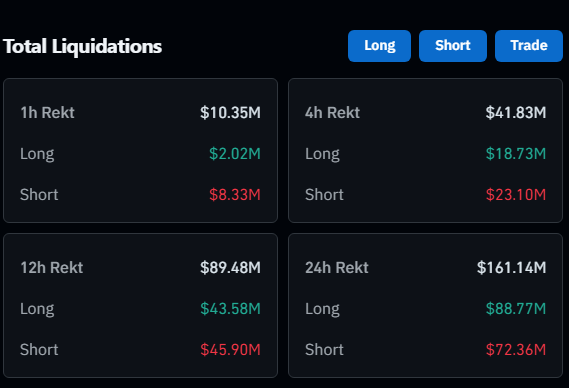 Total Liquidations
Long
Short
Trade
1h Rekt $10.35M
Long $2.02M
Short $8.33M
4h Rekt $41.83M
Long $18.73M
Short $23.10M
12h Rekt $89.48M
Long $43.58M
Short $45.90M
24h Rekt $161.14M
Long $88.77M
Short $72.36M